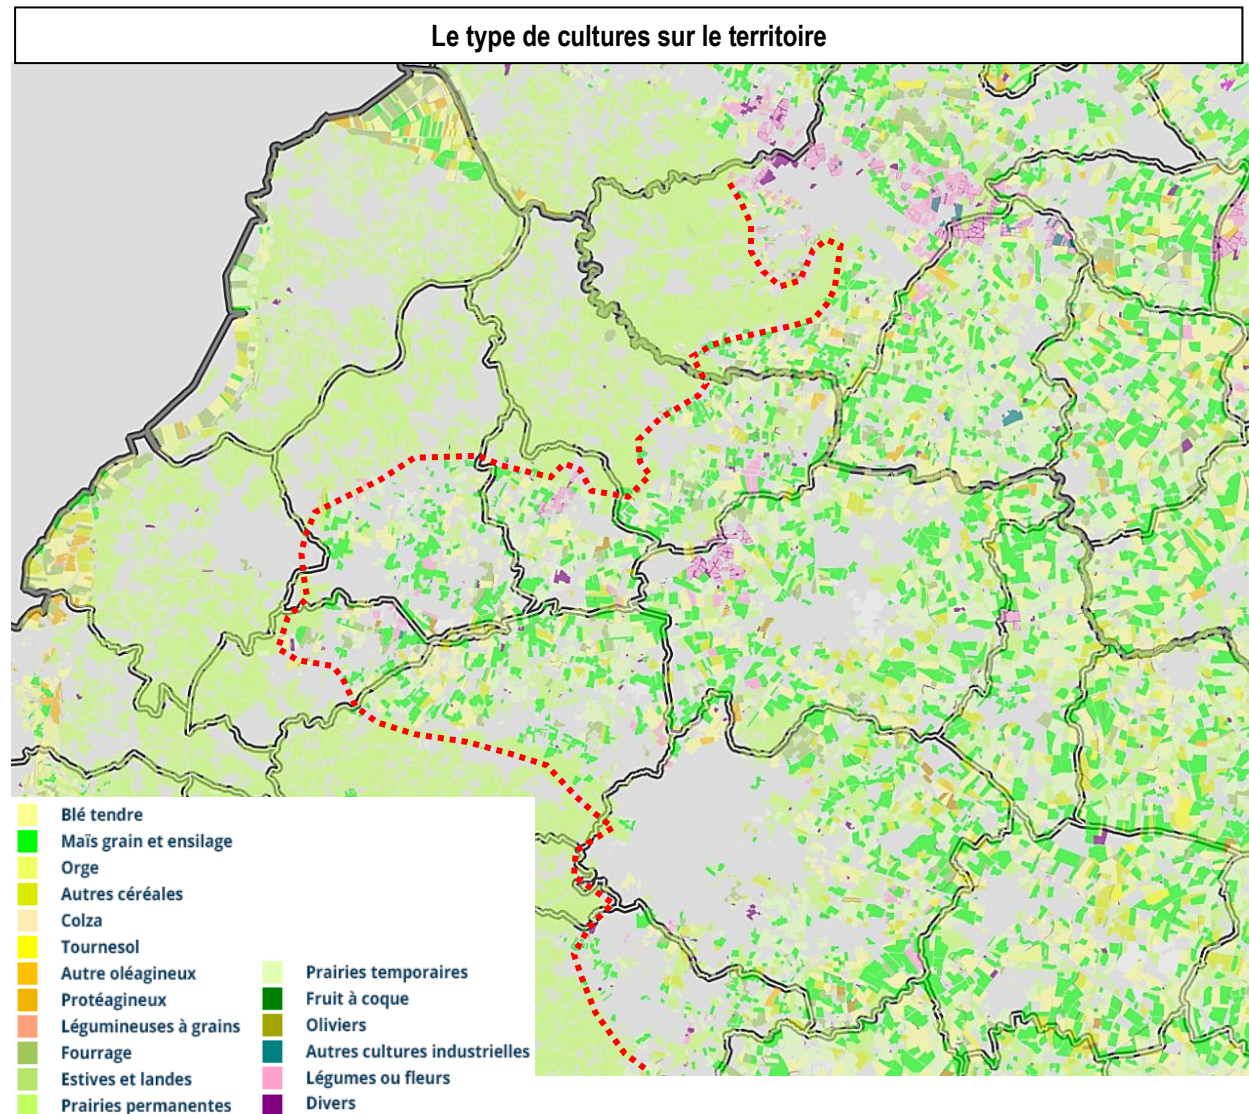 Le type de cultures sur le territoire
Blé tendre
Maïs grain et ensilage
Orge
Autres céréales
Colza
Tournesol
Autre oléagineux
Protéagineux
Légumineuses à grains
Fourrage
Estives et landes
Prairies permanentes
Prairies temporaires
Fruit à coque
Oliviers
Autres cultures industrielles
Légumes ou fleurs
Divers